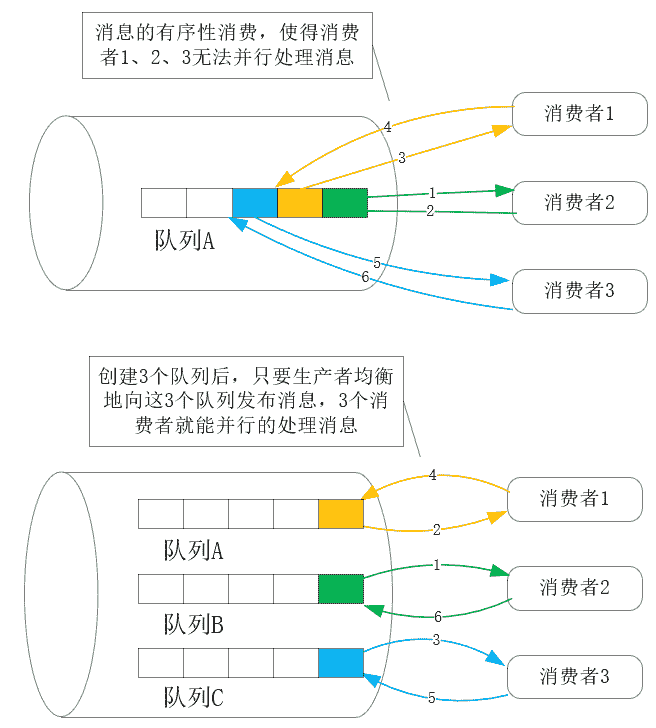 消息的有序性消费，使得消费
者1、2、3无法并行处理消息
消费者1
4
3
1
消费者2
2
队列A
5
6
消费者3
创建3个队列后，只要生产者均衡
地向这3个队列发布消息，3个消
费者就能并行的处理消息
4
消费者1
2
队列A
1
消费者2
6
队列B
3
消费者3
5
队列C